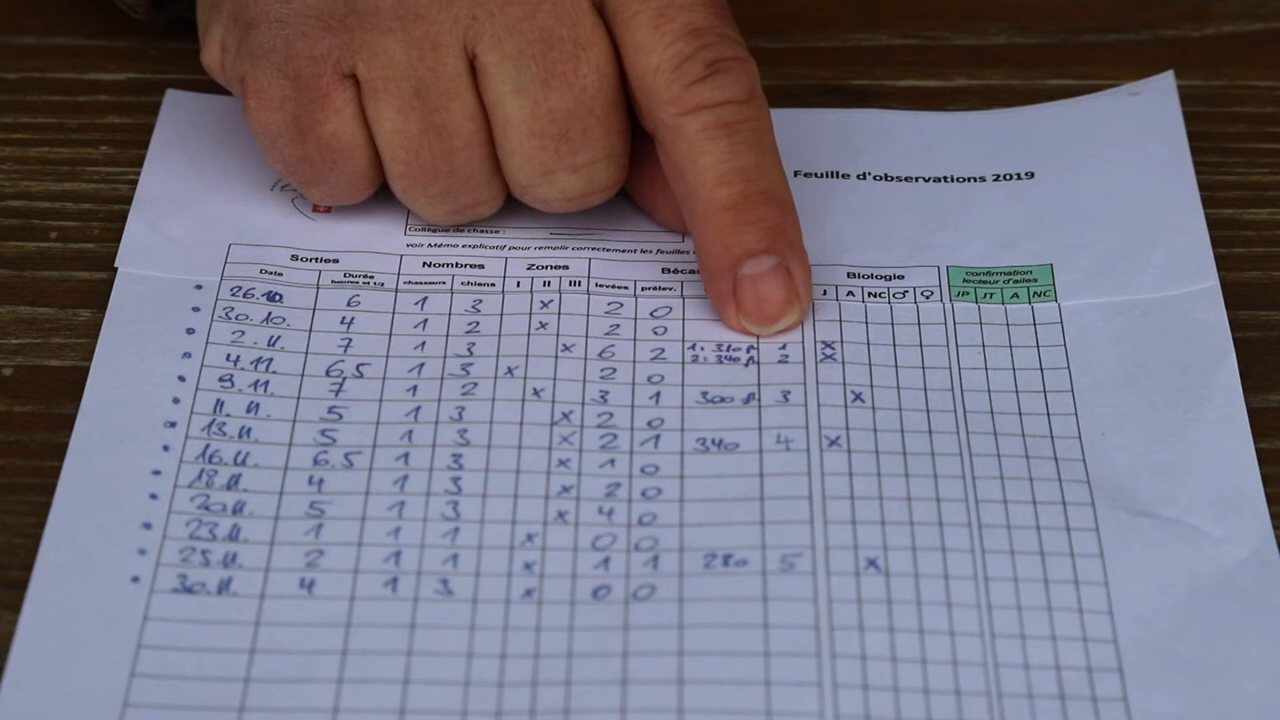 Feuille d'observations 2019
Collègue de chasse :
voir Mémo explicatif pour remplir correctement les feuilles
Sorties Nombres Zones Biologie confirmation lecteur d'ailes
Date Durée heures et 1/2 chasseurs chiens I II III levées prélev. J A NC ♂ ♀ JP JT A NC
26.10. 6 1 3 x 2 0
30.10. 4 1 2 x 2 0
2.11. 7 1 3 x 6 2 1: 310 g. 1 x
2: 340 g. 2 x
4.11. 6,5 1 3 x 2 0
9.11. 7 1 2 x 3 1 300 g. 3 x
11.11. 5 1 3 x 2 0
13.11. 5 1 3 x 2 1 340 4 x
16.11. 6.5 1 3 x 1 0
18.11. 4 1 3 x 2 0
20.11. 5 1 3 x 4 0
23.11. 1 1 1 x 0 0
25.11. 2 1 1 x 1 1 280 5 x
30.11. 4 1 3 x 0 0